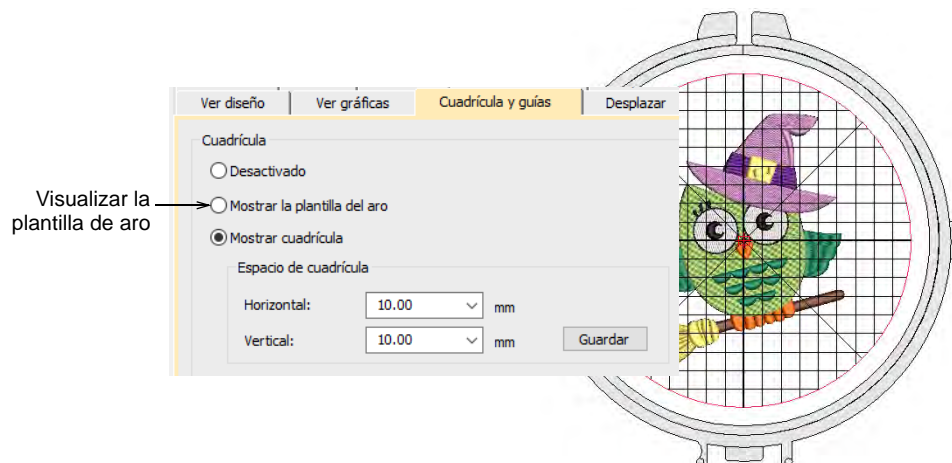 Ver diseño
Ver gráficas
Cuadrícula y guías
Desplazar
Cuadrícula
Desactivado
Visualizar la
plantilla de aro
Mostrar la plantilla del aro
Mostrar cuadrícula
Espacio de cuadrícula
Horizontal: 10.00 mm
Vertical: 10.00 mm Guardar